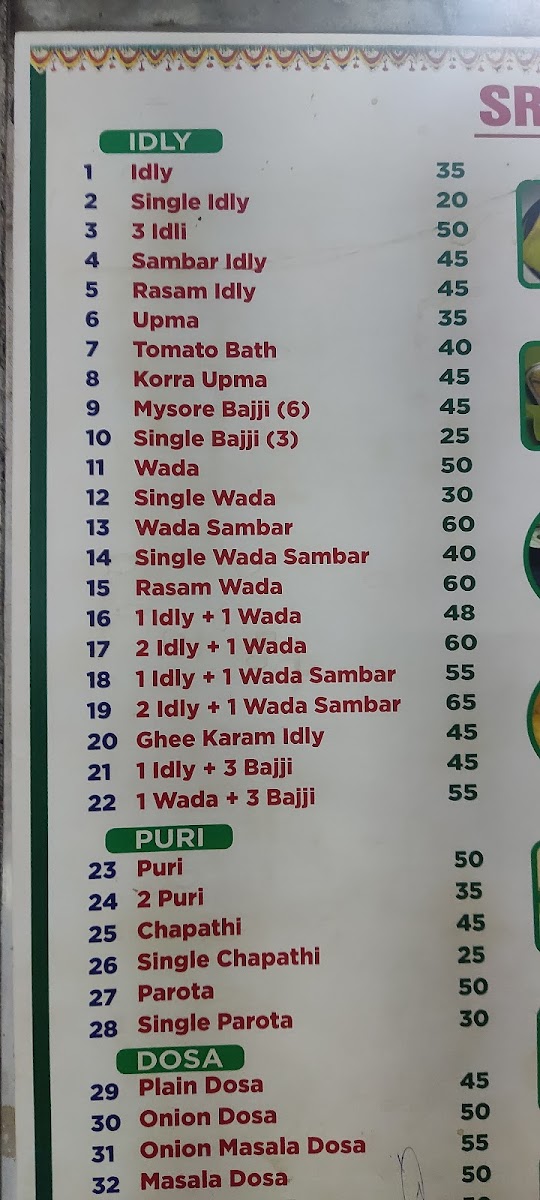 SR
IDLY
1 Idly 35
2 Single Idly 20
3 3 Idli 50
4 Sambar Idly 45
5 Rasam Idly 45
6 Upma 35
7 Tomato Bath 40
8 Korra Upma 45
9 Mysore Bajji (6) 45
10 Single Bajji (3) 25
11 Wada 50
12 Single Wada 30
13 Wada Sambar 60
14 Single Wada Sambar 40
15 Rasam Wada 60
16 1 Idly + 1 Wada 48
17 2 Idly + 1 Wada 60
18 1 Idly + 1 Wada Sambar 55
19 2 Idly + 1 Wada Sambar 65
20 Ghee Karam Idly 45
21 1 Idly + 3 Bajji 45
22 1 Wada + 3 Bajji 55
PURI
23 Puri 50
24 2 Puri 35
25 Chapathi 45
26 Single Chapathi 25
27 Parota 50
28 Single Parota 30
DOSA
29 Plain Dosa 45
30 Onion Dosa 50
31 Onion Masala Dosa 55
32 Masala Dosa 50